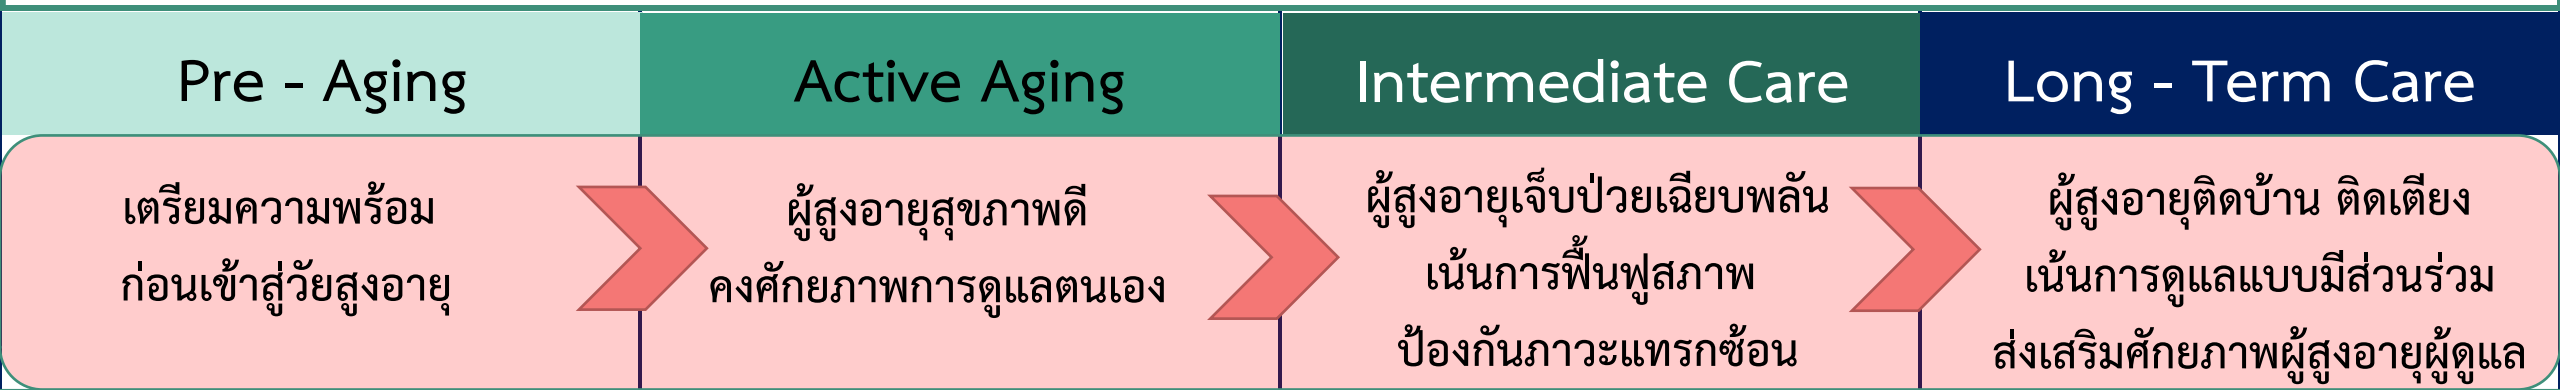 Pre - Aging
Active Aging
Intermediate Care
Long - Term Care
เตรียมความพร้อม
ก่อนเข้าสู่วัยสูงอายุ
ผู้สูงอายุสุขภาพดี
คงศักยภาพการดูแลตนเอง
ผู้สูงอายุเจ็บป่วยเฉียบพลัน
เน้นการฟื้นฟูสภาพ
ป้องกันภาวะแทรกซ้อน
ผู้สูงอายุติดบ้าน ติดเตียง
เน้นการดูแลแบบมีส่วนร่วม
ส่งเสริมศักยภาพผู้สูงอายุผู้ดูแล